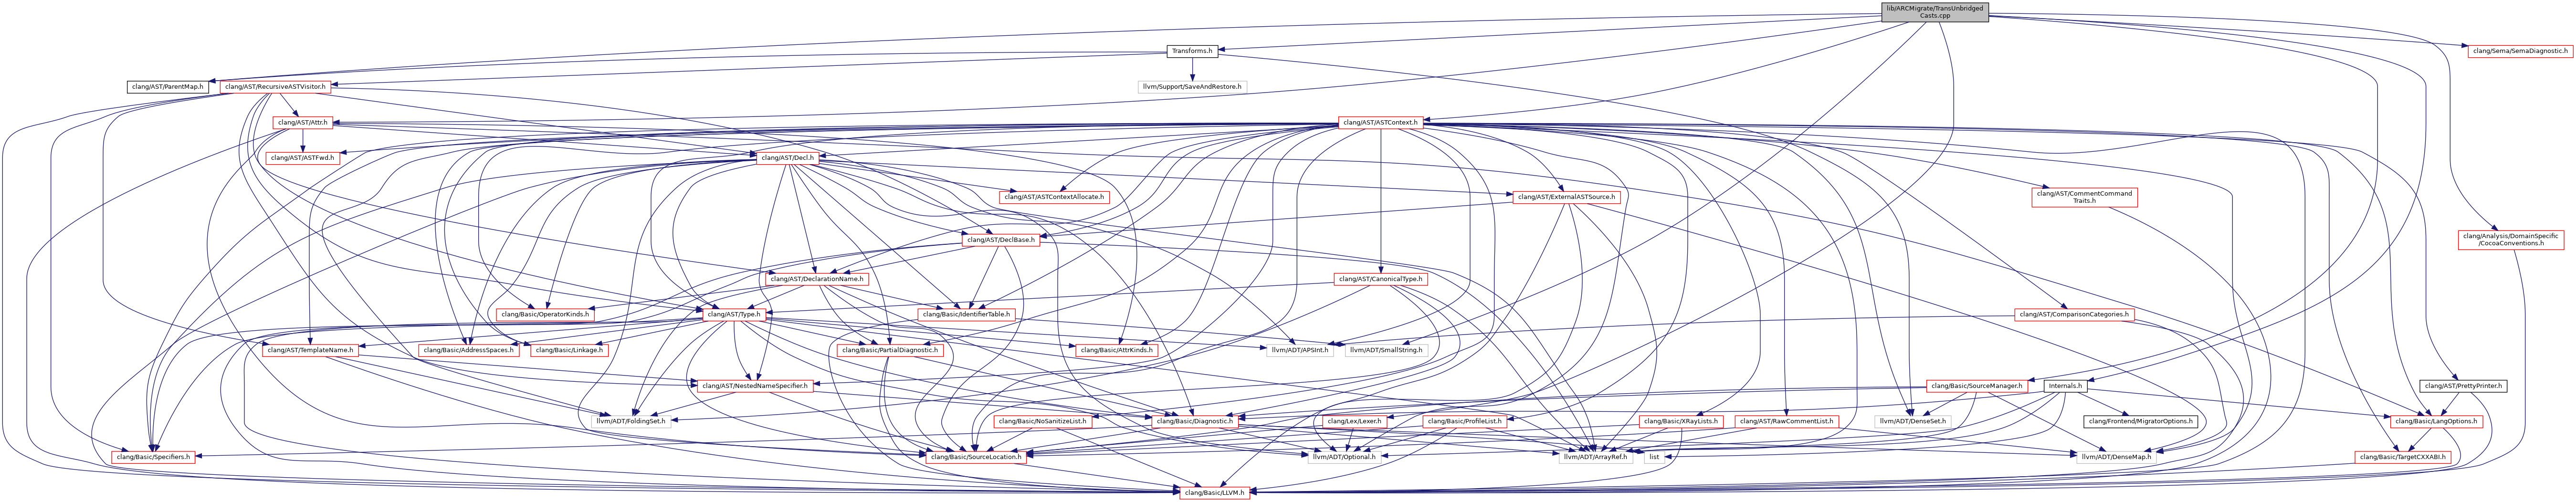 lib/ARCMigrate/TransUnbridged
Casts.cpp
Transforms.h
clang/Sema/SemaDiagnostic.h
clang/AST/ParentMap.h
clang/AST/RecursiveASTVisitor.h
llvm/Support/SaveAndRestore.h
clang/AST/Attr.h
clang/AST/ASTContext.h
clang/AST/ASTFwd.h
clang/AST/Decl.h
clang/AST/ASTContextAllocate.h
clang/AST/ExternalASTSource.h
clang/AST/CommentCommand
Traits.h
clang/AST/DeclBase.h
clang/Analysis/DomainSpecific
/CocoaConventions.h
clang/AST/DeclarationName.h
clang/AST/CanonicalType.h
clang/Basic/OperatorKinds.h
clang/AST/Type.h
clang/Basic/IdentifierTable.h
clang/AST/ComparisonCategories.h
clang/AST/TemplateName.h
clang/Basic/AddressSpaces.h
clang/Basic/Linkage.h
clang/Basic/PartialDiagnostic.h
clang/Basic/AttrKinds.h
llvm/ADT/APSInt.h
llvm/ADT/SmallString.h
clang/AST/NestedNameSpecifier.h
clang/Basic/SourceManager.h
Internals.h
clang/AST/PrettyPrinter.h
llvm/ADT/FoldingSet.h
clang/Basic/NoSanitizeList.h
clang/Basic/Diagnostic.h
clang/Lex/Lexer.h
clang/Basic/ProfileList.h
clang/Basic/XRayLists.h
clang/AST/RawCommentList.h
llvm/ADT/DenseSet.h
clang/Frontend/MigratorOptions.h
clang/Basic/LangOptions.h
clang/Basic/Specifiers.h
clang/Basic/SourceLocation.h
llvm/ADT/Optional.h
llvm/ADT/ArrayRef.h
list
llvm/ADT/DenseMap.h
clang/Basic/TargetCXXABI.h
clang/Basic/LLVM.h